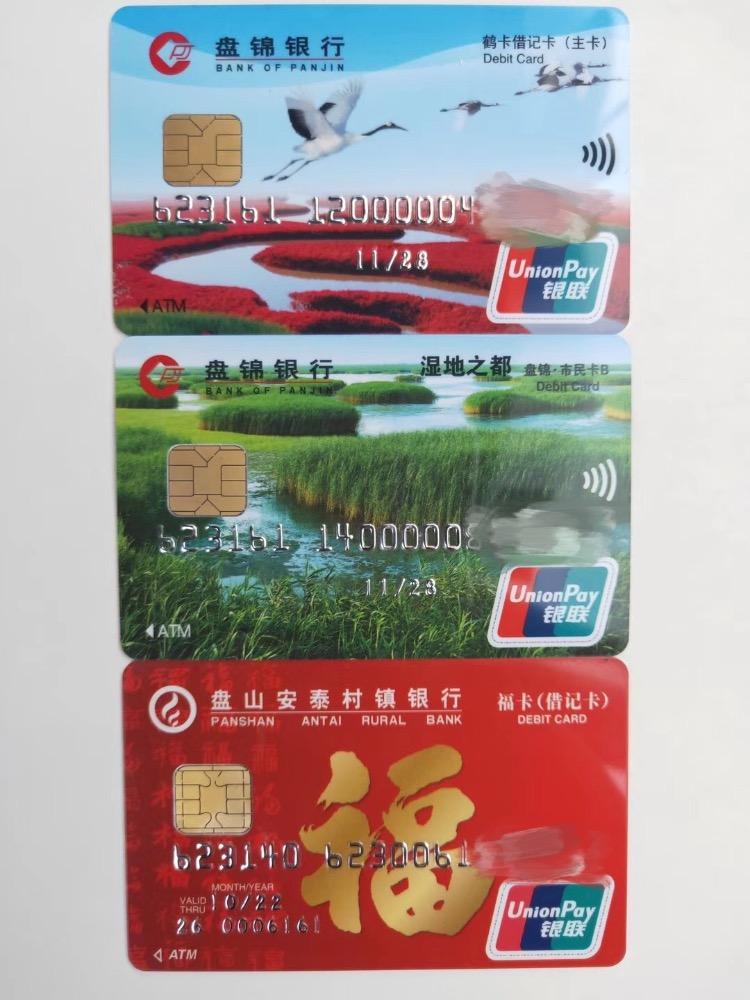 盘锦银行
BANK OF PANJIN
鹤卡借记卡（主卡）
Debit Card
623161 12000004
11/28
UnionPay
银联
ATM
盘锦银行
BANK OF PANJIN
湿地之都 盘锦·市民卡B
Debit Card
623161 1400000
11/28
UnionPay
银联
ATM
盘山安泰村镇银行
PANSHAN ANTAI RURAL BANK
福卡（借记卡）
DEBIT CARD
福
623140 6230061
MONTH/YEAR
VALID THRU 10/22
26 0006161
UnionPay
银联
ATM